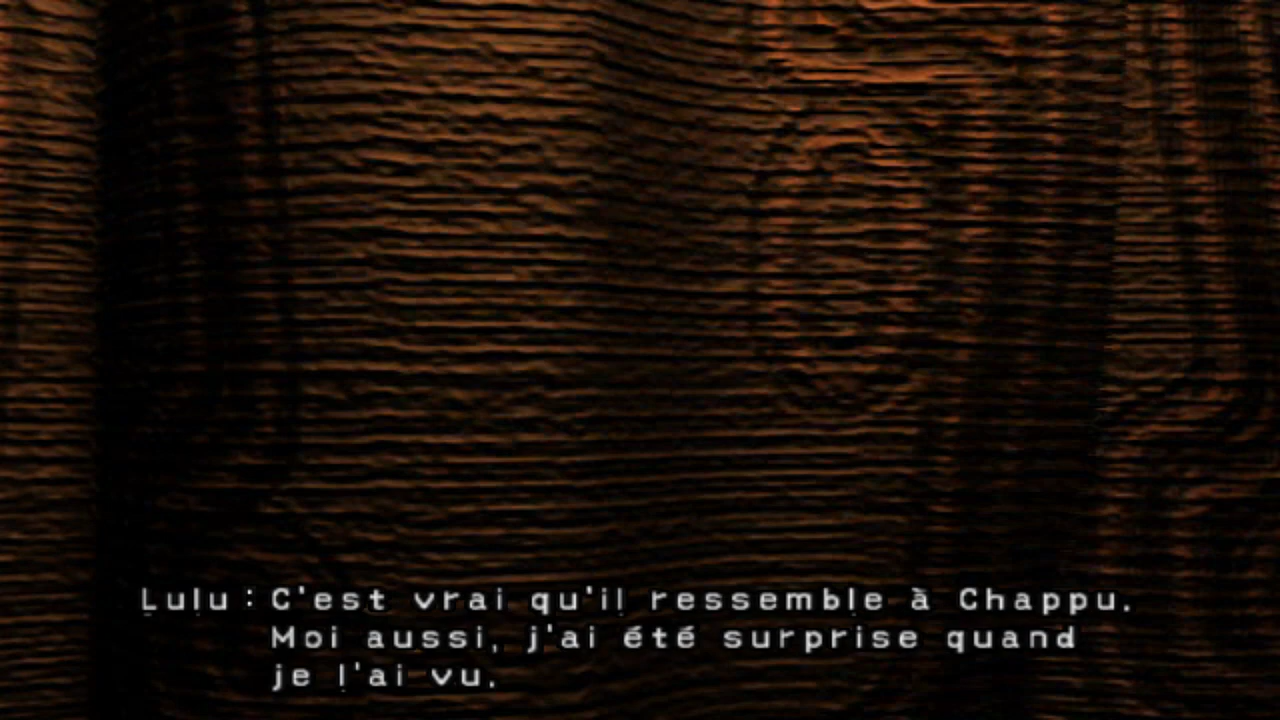 Lulu : C'est vrai qu'il ressemble à Chappu.
Moi aussi, j'ai été surprise quand
je l'ai vu.